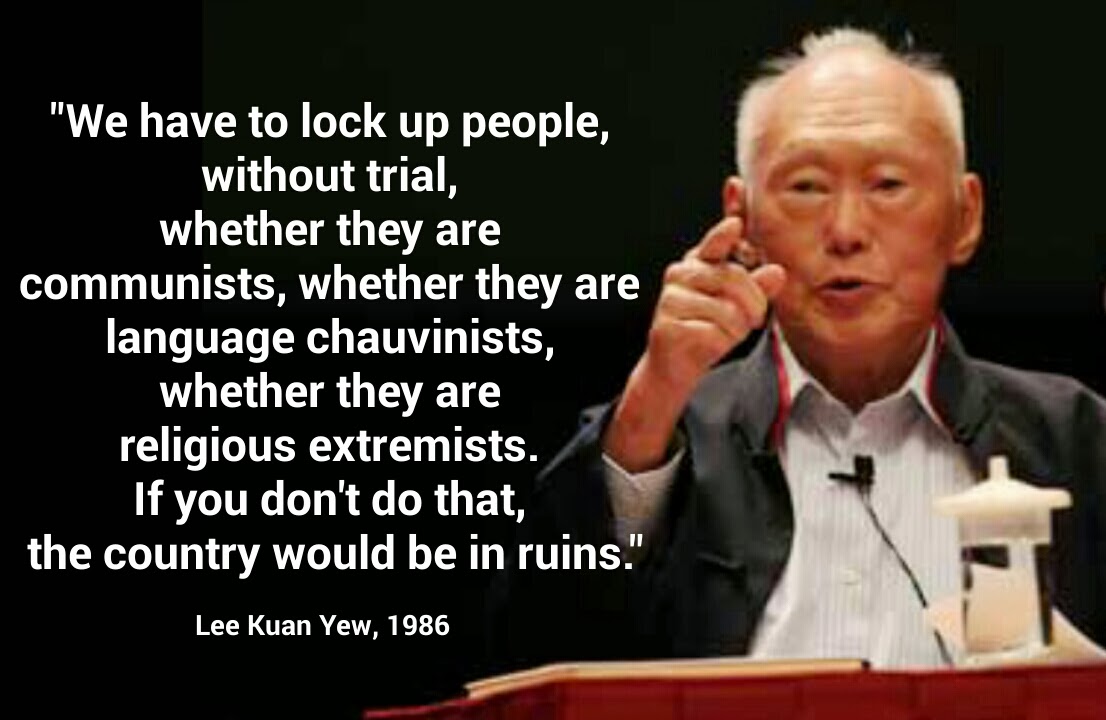 "We have to lock up people,
without trial,
whether they are
communists, whether they are
language chauvinists,
whether they are
religious extremists.
If you don't do that,
the country would be in ruins."
Lee Kuan Yew, 1986